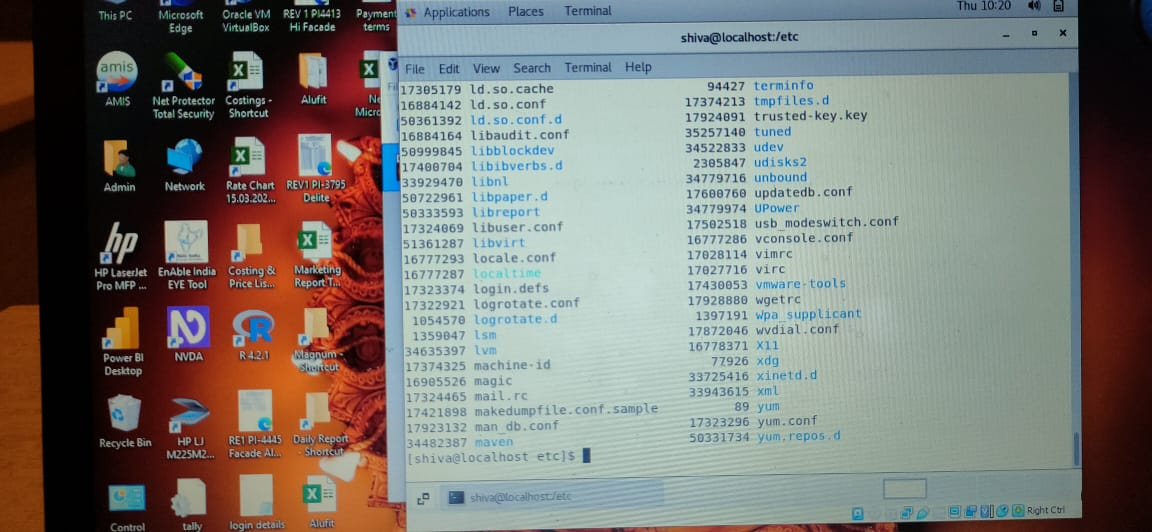 This PC
Microsoft
Edge
Oracle VM
VirtualBox
REV 1 PI4413
Hi Facade
Payment
terms
AMIS
amis
Net Protector
Total Security
Costings -
Shortcut
Alufit
Ne
Micro
Admin
Network
Rate Chart
15.03.202...
REV1 PI-3795
Delite
hp
HP LaserJet
Pro MFP ...
EnAble India
EYE Tool
Costing &
Price Lis...
Marketing
Report T...
Power BI
Desktop
NVDA
R 4.2.1
Magnum -
Shortcut
Recycle Bin
HP LJ
M225M2...
RE1 PI-4445
Facade Al...
Daily Report
- Shortcut
Control
tally
login details
Alufit
Applications Places Terminal
Thu 10:20
shiva@localhost:/etc
File Edit View Search Terminal Help
17305179 ld.so.cache 94427 terminfo
16884142 ld.so.conf 17374213 tmpfiles.d
50361392 ld.so.conf.d 17924091 trusted-key.key
16884164 libaudit.conf 35257140 tuned
50999845 libblockdev 34522833 udev
17400704 libibverbs.d 2305847 udisks2
33929470 libnl 34779716 unbound
50722961 libpaper.d 17600760 updatedb.conf
50333593 libreport 34779974 UPower
17324069 libuser.conf 17502518 usb_modeswitch.conf
51361287 libvirt 16777286 vconsole.conf
16777293 locale.conf 17028114 vimrc
16777287 localtime 17027716 virc
17323374 login.defs 17430053 vmware-tools
17322921 logrotate.conf 17928880 wgetrc
1054570 logrotate.d 1397191 wpa_supplicant
1359047 lsm 17872046 wvdial.conf
34635397 lvm 16778371 X11
17374325 machine-id 77926 xdg
16905526 magic 33725416 xinetd.d
17324465 mail.rc 33943615 xml
17421898 makedumpfile.conf.sample 89 yum
17923132 man_db.conf 17323296 yum.conf
34482387 maven 50331734 yum.repos.d
[shiva@localhost etc]$
shiva@localhost:/etc
Right Ctrl